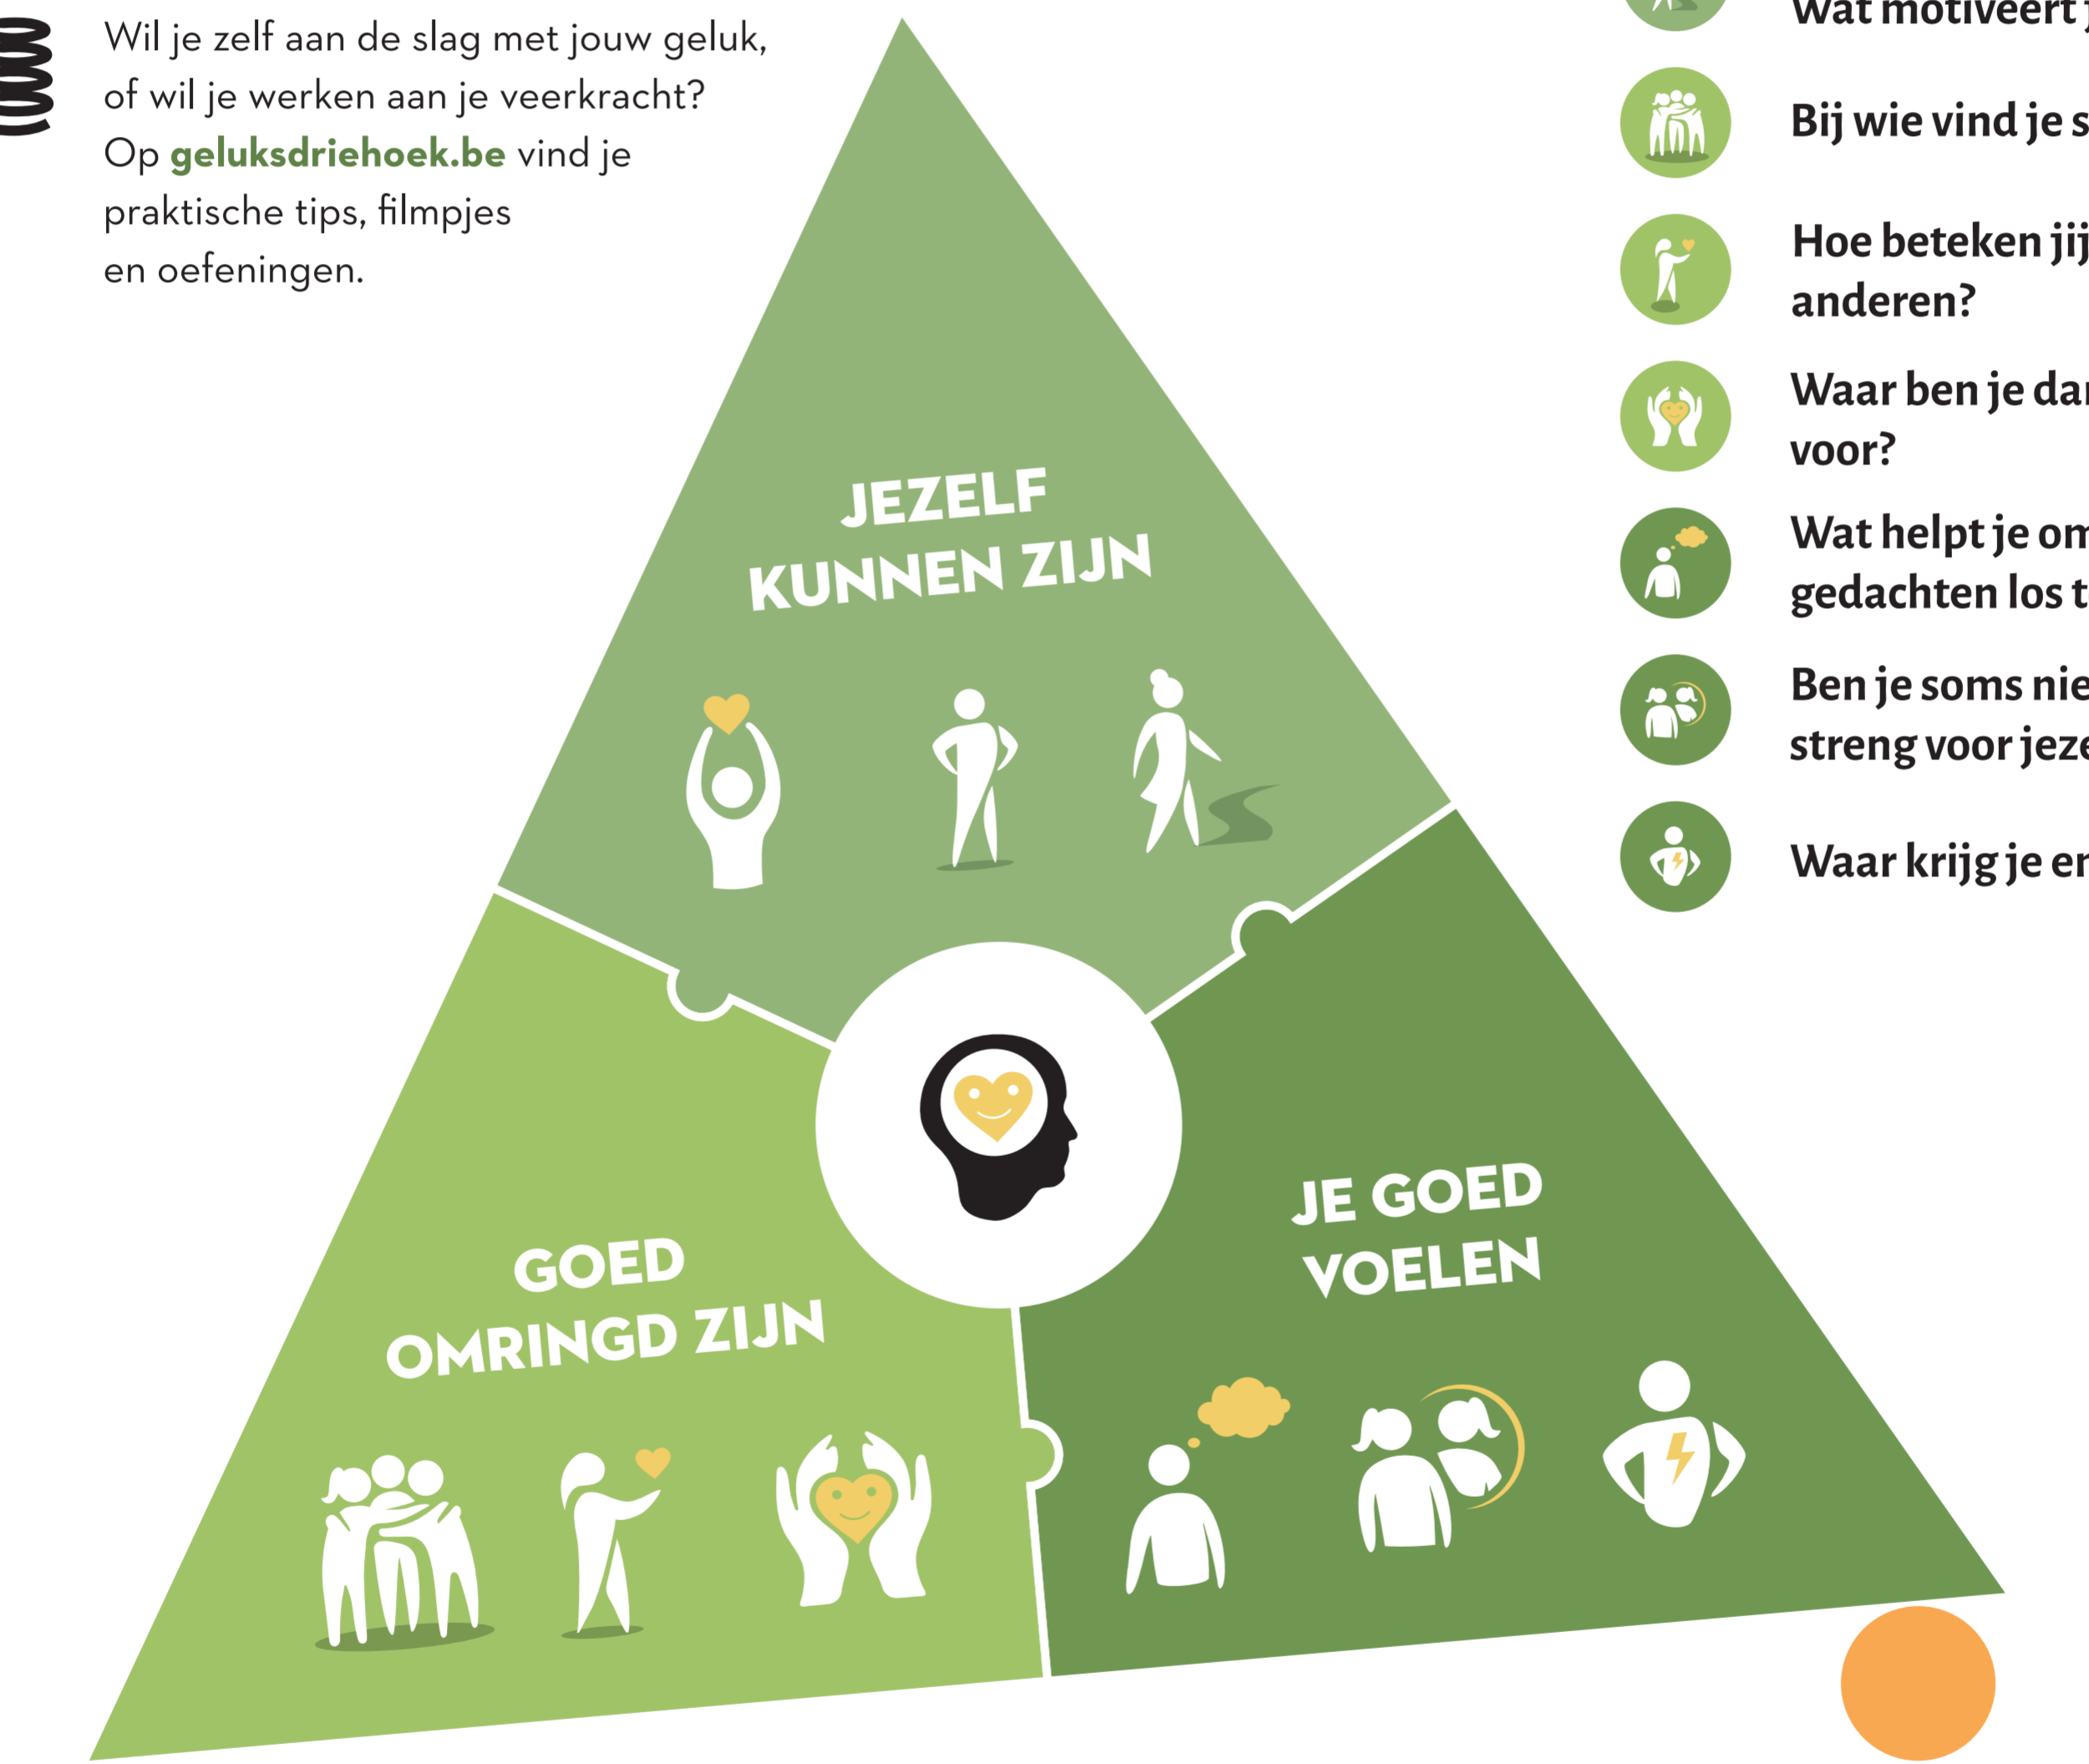 Wil je zelf aan de slag met jouw geluk,
of wil je werken aan je veerkracht?
Op geluksdriehoek.be vind je
praktische tips, filmpjes
en oefeningen.
JEZELF
KUNNEN ZIJN
GOED
OMRINGD ZIJN
JE GOED
VOELEN
Wat motiveert
Bij wie vind je
Hoe beteken jij
anderen?
Waar ben je
voor?
Wat helpt je
gedachten los
Ben je soms
streng voor
Waar krijg je